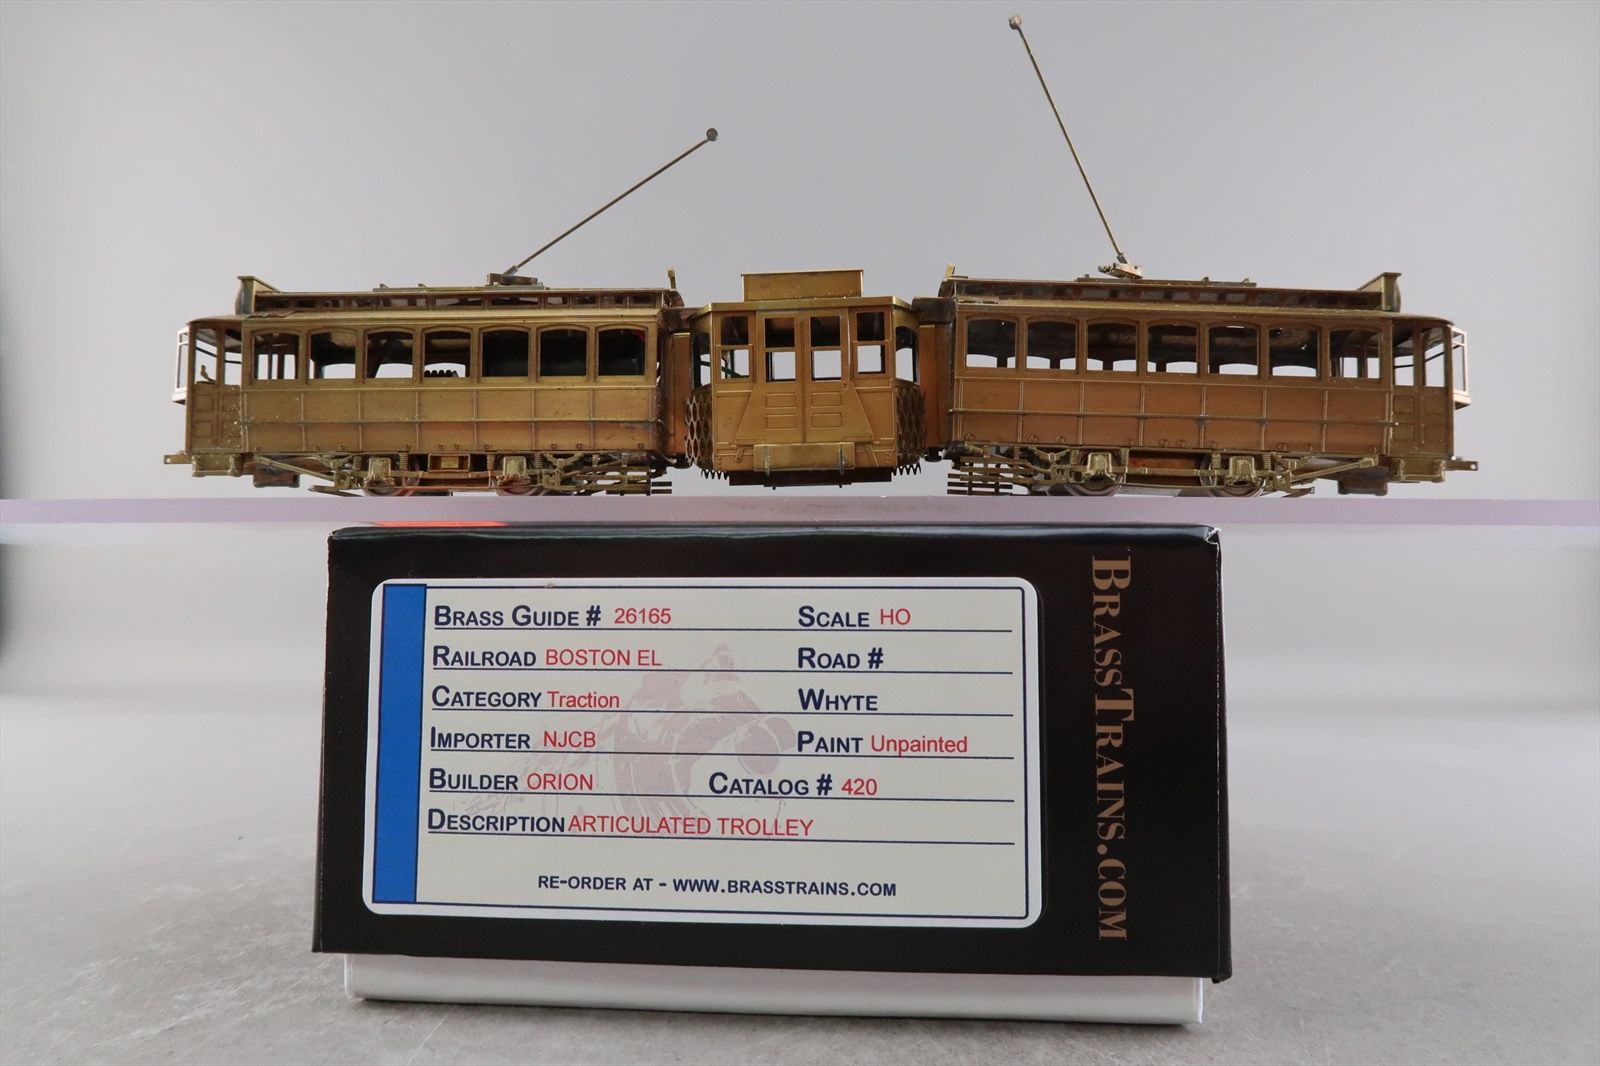 BRASS GUIDE # 26165 SCALE HO
RAILROAD BOSTON EL ROAD #
CATEGORY Traction WHYTE
IMPORTER NJCB PAINT Unpainted
BUILDER ORION CATALOG # 420
DESCRIPTION ARTICULATED TROLLEY
RE-ORDER AT - WWW.BRASSTRAINS.COM
BRASSTRAINS.COM